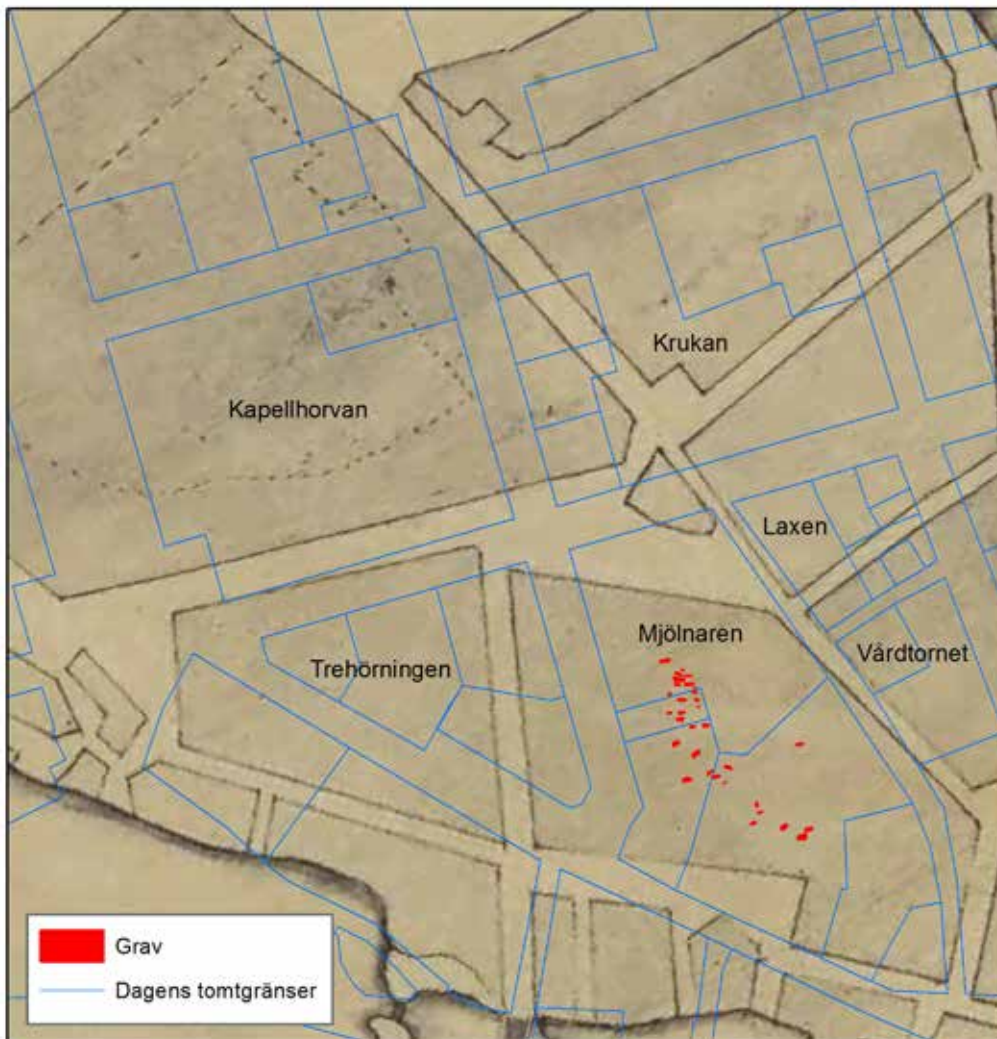 Krukan
Kapellhorvan
Laxen
Mjölnaren
Vårdtornet
Trehörningen
Grav
Dagens tomtgränser